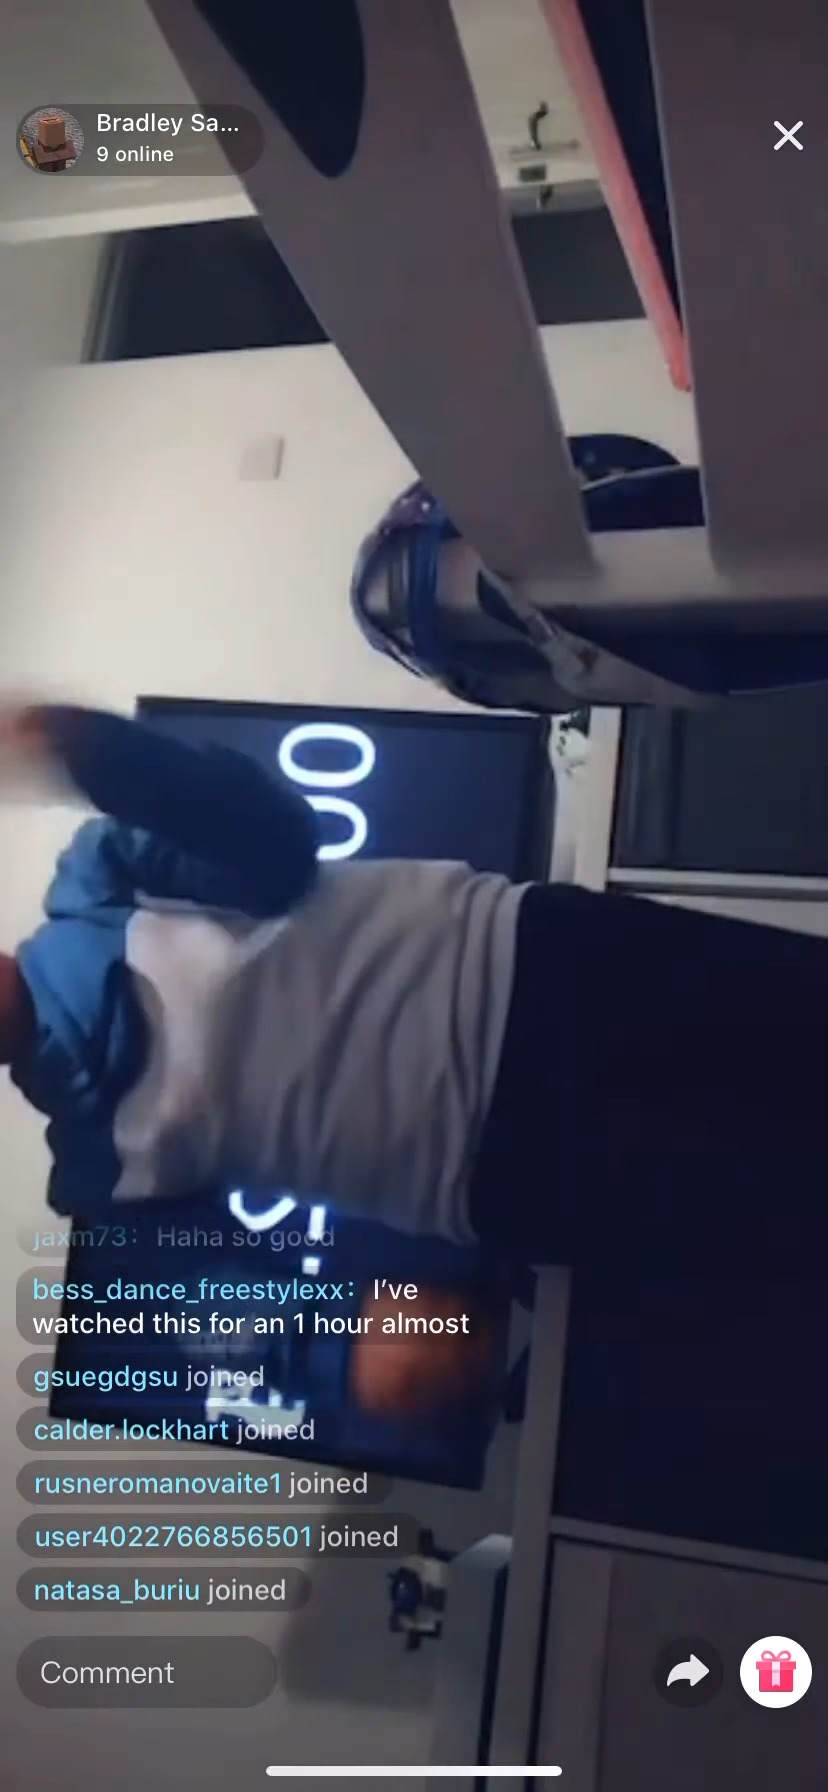 Bradley Sa...
9 online
jaxm73: Haha so good
bess_dance_freestylexx: I've
watched this for an 1 hour almost
gsuegdgsu joined
calder.lockhart joined
rusneromanovaite1 joined
user4022766856501 joined
natasa_buriu joined
Comment